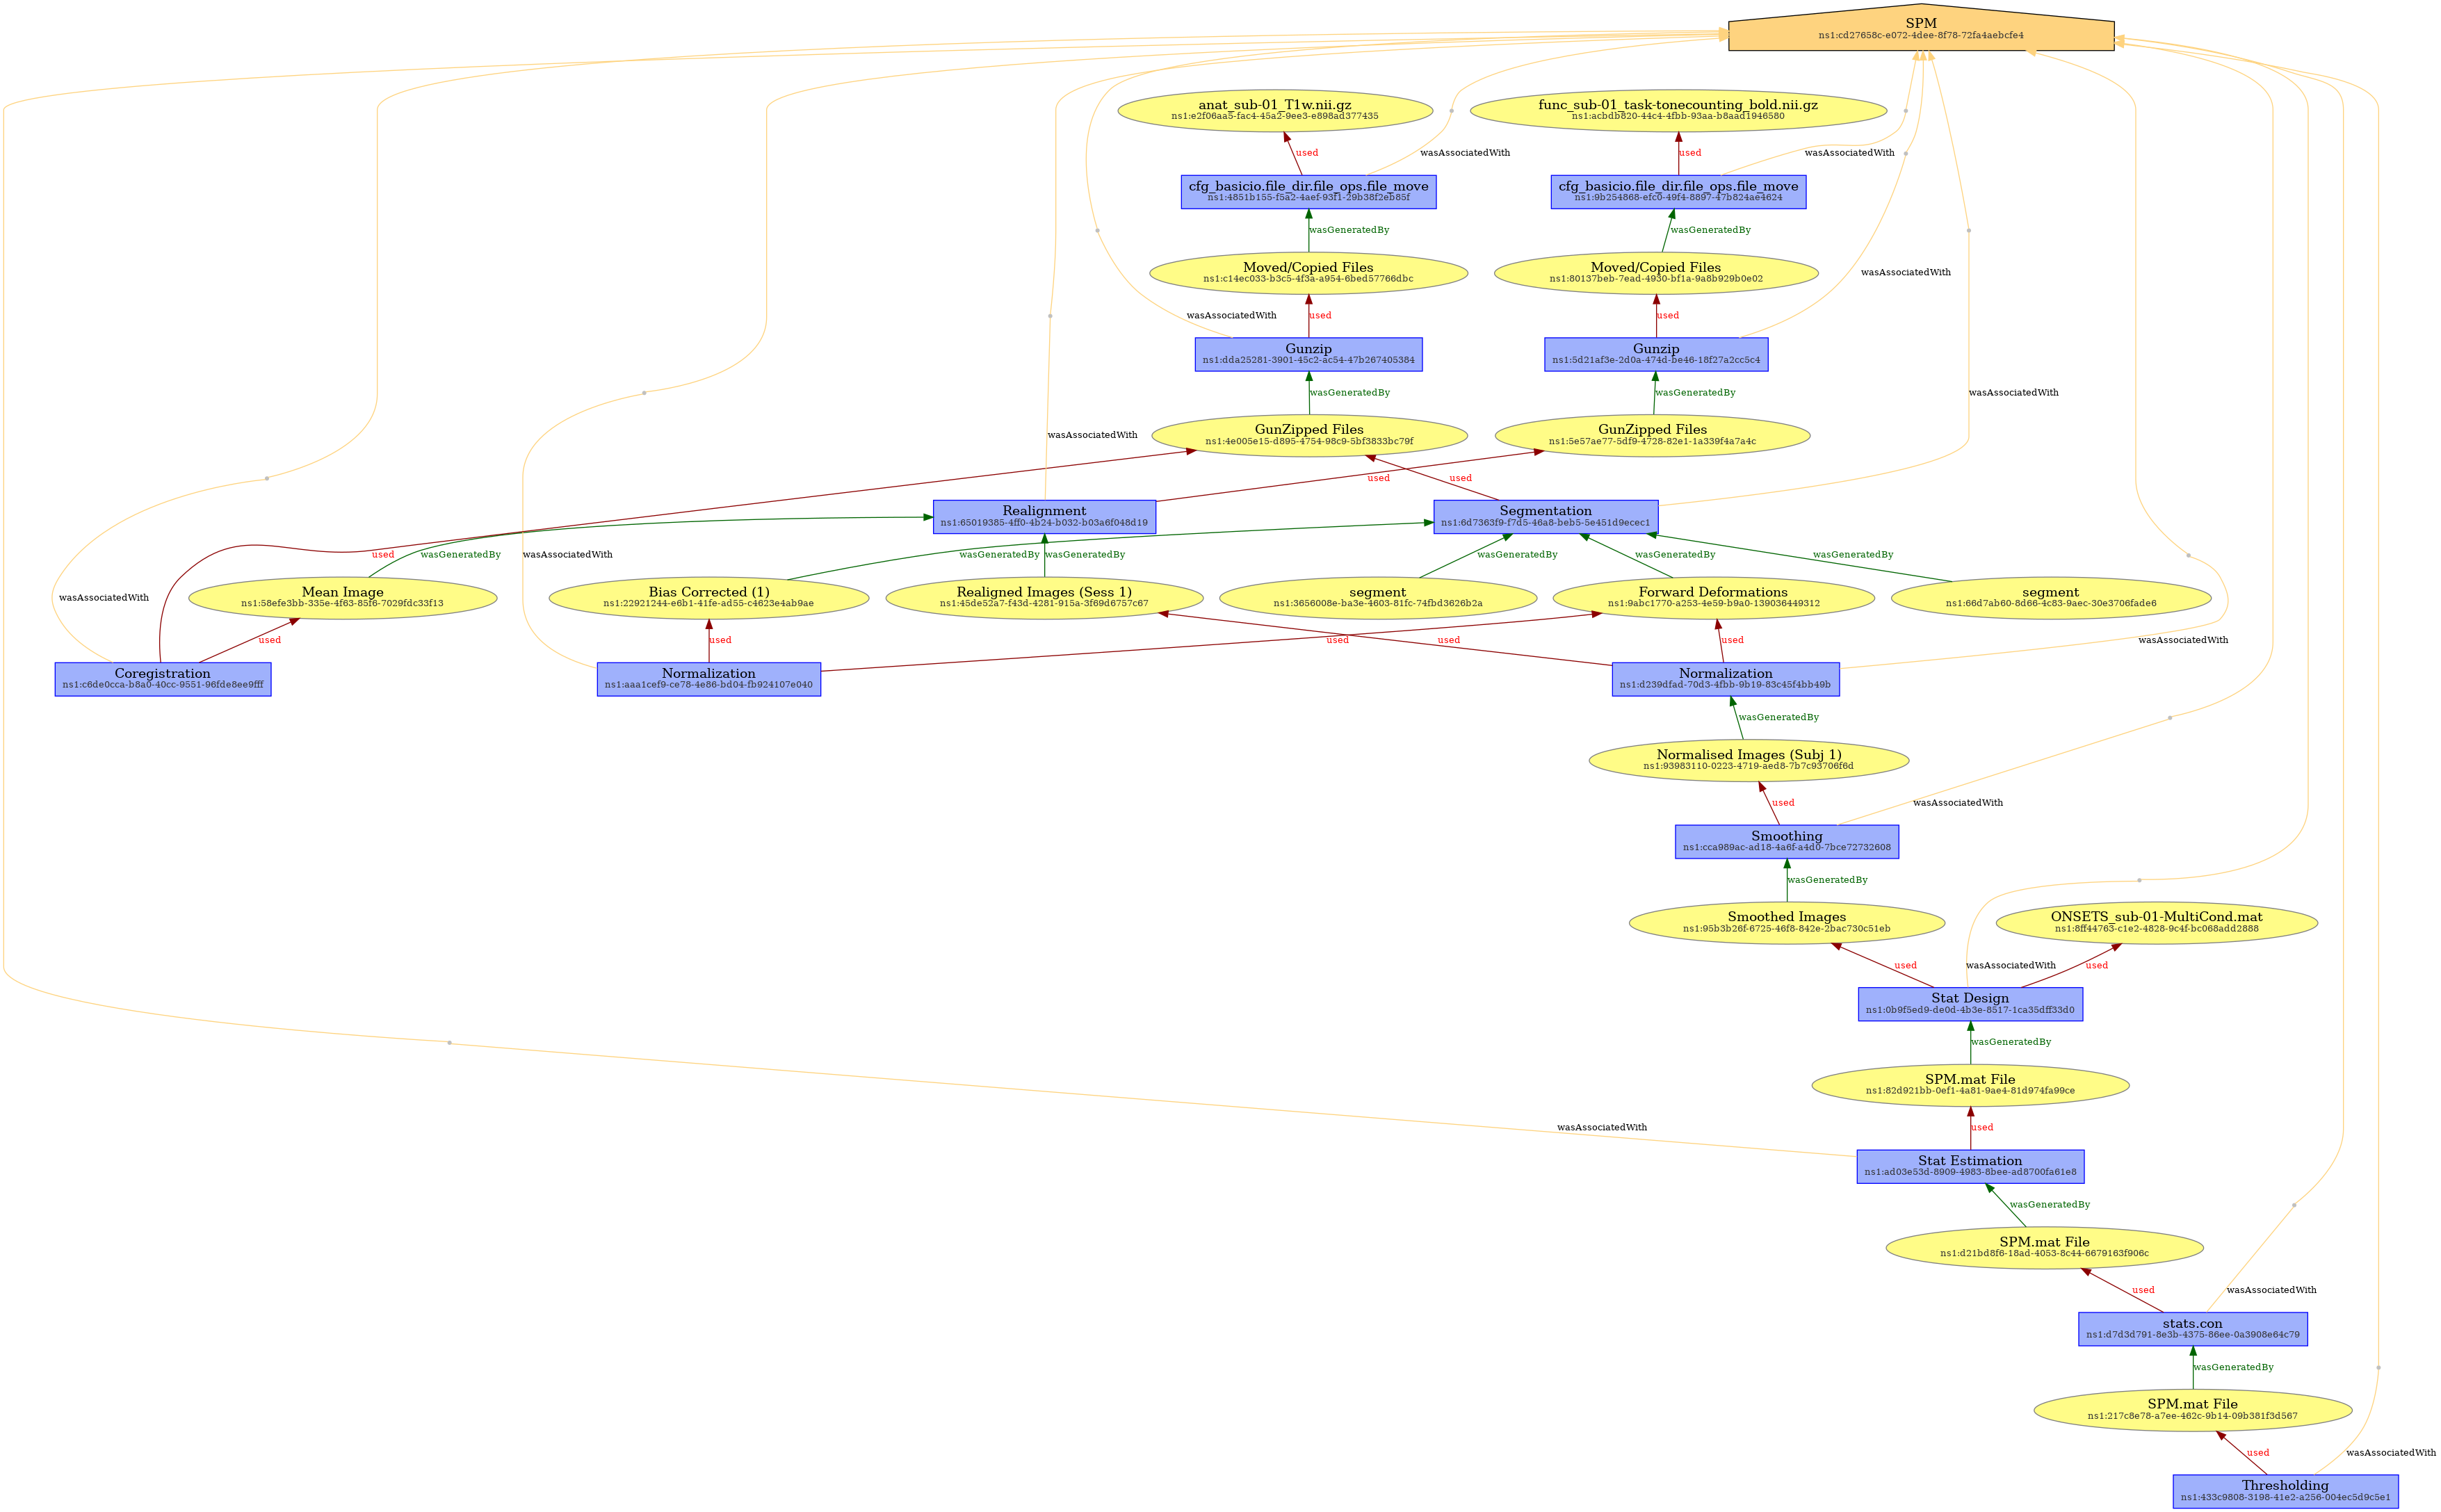 SPM
ns1:cd27658c-e072-4dee-8f78-72fa4aebcfe4
anat_sub-01_T1w.nii.gz
ns1:e2f06aa5-fac4-45a2-9ee3-e898ad377435
func_sub-01_task-tonecounting_bold.nii.gz
ns1:acbdb820-44c4-4fbb-93aa-b8aad1946580
used
wasAssociatedWith
used
wasAssociatedWith
cfg_basicio.file_dir.file_ops.file_move
ns1:4851b155-f5a2-4aef-93f1-29b38f2eb85f
cfg_basicio.file_dir.file_ops.file_move
ns1:9b254868-efc0-49f4-8897-47b824ae4624
wasGeneratedBy
wasGeneratedBy
Moved/Copied Files
ns1:c14ec033-b3c5-4f3a-a954-6bed57766dbc
Moved/Copied Files
ns1:80137beb-7ead-4930-bf1a-9a8b929b0e02
wasAssociatedWith
wasAssociatedWith
used
used
Gunzip
ns1:dda25281-3901-45c2-ac54-47b267405384
Gunzip
ns1:5d21af3e-2d0a-474d-be46-18f27a2cc5c4
wasGeneratedBy
wasGeneratedBy
wasAssociatedWith
GunZipped Files
ns1:4e005e15-d895-4754-98c9-5bf3833bc79f
GunZipped Files
ns1:5e57ae77-5df9-4728-82e1-1a339f4a7a4c
wasAssociatedWith
used
used
Realignment
ns1:65019385-4ff0-4b24-b032-b03a6f048d19
Segmentation
ns1:6d7363f9-f7d5-46a8-beb5-5e451d9ecec1
used
wasGeneratedBy
wasAssociatedWith
wasGeneratedBy
wasGeneratedBy
wasGeneratedBy
wasGeneratedBy
wasGeneratedBy
wasAssociatedWith
Mean Image
ns1:58efe3bb-335e-4f63-85f6-7029fdc33f13
Bias Corrected (1)
ns1:22921244-e6b1-41fe-ad55-c4623e4ab9ae
Realigned Images (Sess 1)
ns1:45de52a7-f43d-4281-915a-3f69d6757c67
segment
ns1:3656008e-ba3e-4603-81fc-74fbd3626b2a
Forward Deformations
ns1:9abc1770-a253-4e59-b9a0-139036449312
segment
ns1:66d7ab60-8d66-4c83-9aec-30e3706fade6
used
used
used
used
used
wasAssociatedWith
Coregistration
ns1:c6de0cca-b8a0-40cc-9551-96fde8ee9fff
Normalization
ns1:aaa1cef9-ce78-4e86-bd04-fb924107e040
Normalization
ns1:d239dfad-70d3-4fbb-9b19-83c45f4bb49b
wasGeneratedBy
Normalised Images (Subj 1)
ns1:93983110-0223-4719-aed8-7b7c93706f6d
used
wasAssociatedWith
Smoothing
ns1:cca989ac-ad18-4a6f-a4d0-7bce72732608
wasGeneratedBy
Smoothed Images
ns1:95b3b26f-6725-46f8-842e-2bac730c51eb
ONSETS_sub-01-MultiCond.mat
ns1:8ff44763-c1e2-4828-9c4f-bc068add2888
used
wasAssociatedWith
used
Stat Design
ns1:0b9f5ed9-de0d-4b3e-8517-1ca35dff33d0
wasGeneratedBy
SPM.mat File
ns1:82d921bb-0ef1-4a81-9ae4-81d974fa99ce
wasAssociatedWith
used
Stat Estimation
ns1:ad03e53d-8909-4983-8bee-ad8700fa61e8
wasGeneratedBy
SPM.mat File
ns1:d21bd8f6-18ad-4053-8c44-6679163f906c
used
wasAssociatedWith
stats.con
ns1:d7d3d791-8e3b-4375-86ee-0a3908e64c79
wasGeneratedBy
SPM.mat File
ns1:217c8e78-a7ee-462c-9b14-09b381f3d567
used
wasAssociatedWith
Thresholding
ns1:433c9808-3198-41e2-a256-004ec5d9c5e1